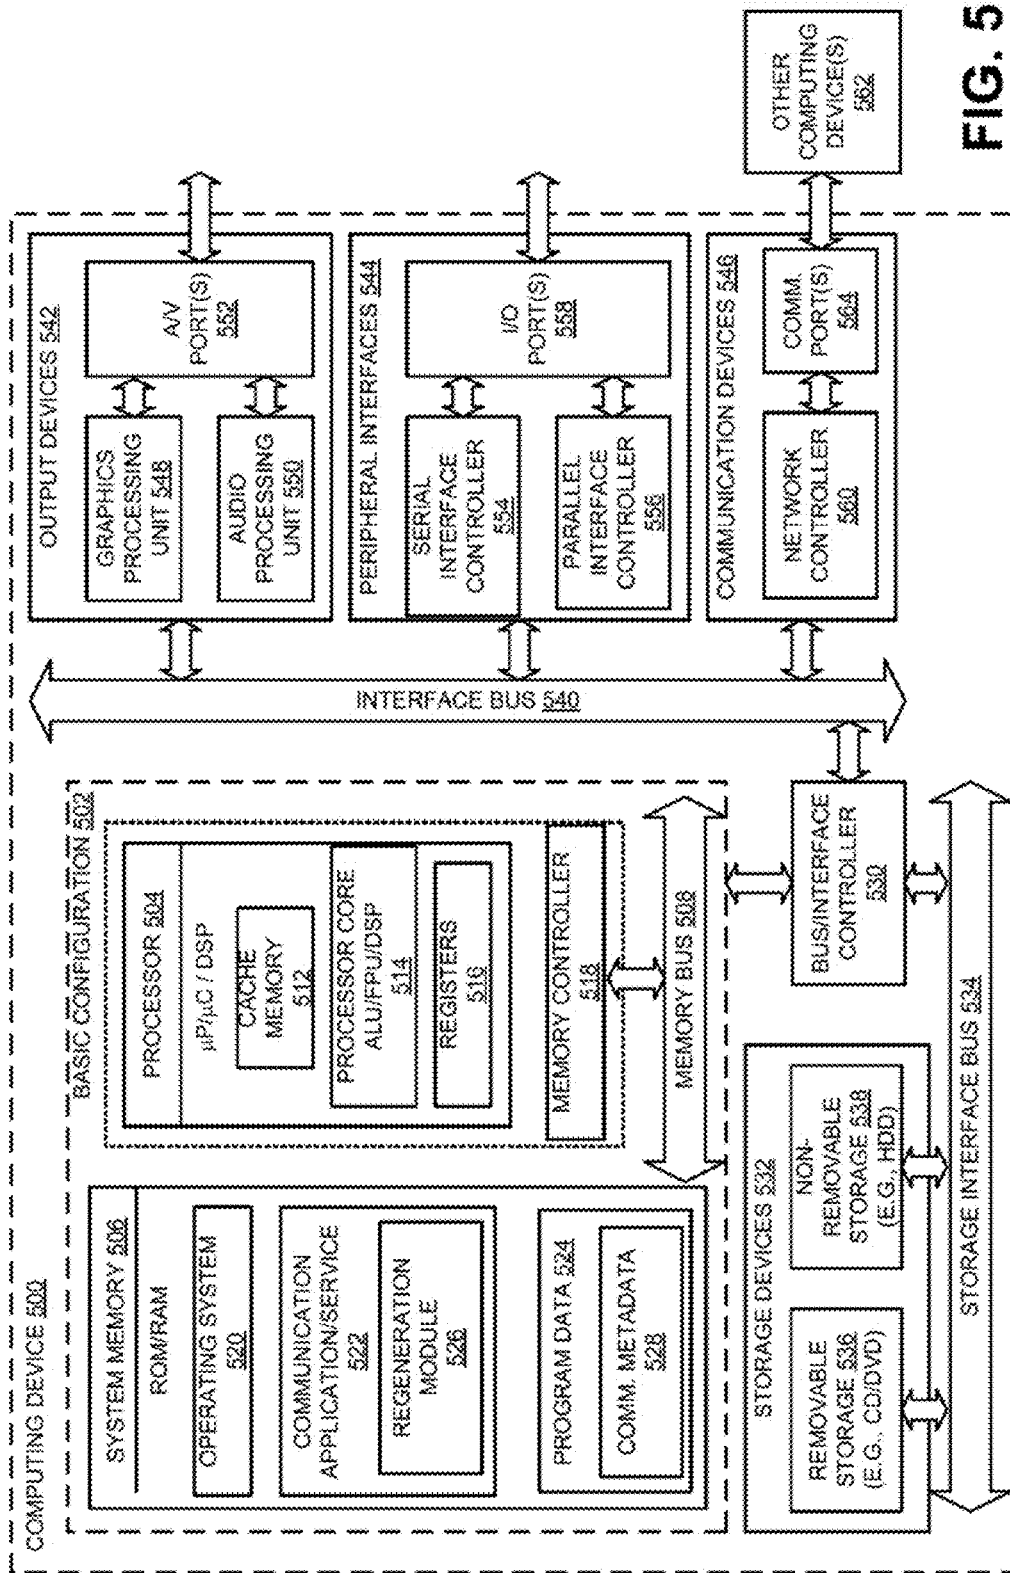 COMPUTING DEVICE 500
BASIC CONFIGURATION 502
SYSTEM MEMORY 506
ROM/RAM
OPERATING SYSTEM
520
COMMUNICATION
APPLICATION/SERVICE
522
REGENERATION
MODULE
526
PROGRAM DATA 524
COMM. METADATA
528
PROCESSOR 504
µP/µC / DSP
CACHE
MEMORY
512
PROCESSOR CORE
ALU/FPU/DSP
514
REGISTERS
516
MEMORY CONTROLLER
518
MEMORY BUS 508
BUS/INTERFACE
CONTROLLER
530
STORAGE DEVICES 532
REMOVABLE
STORAGE 536
(E.G., CD/DVD)
NON-
REMOVABLE
STORAGE 538
(E.G., HDD)
STORAGE INTERFACE BUS 534
INTERFACE BUS 540
OUTPUT DEVICES 542
GRAPHICS
PROCESSING
UNIT 548
AUDIO
PROCESSING
UNIT 550
A/V
PORT(S)
552
PERIPHERAL INTERFACES 544
SERIAL
INTERFACE
CONTROLLER
554
PARALLEL
INTERFACE
CONTROLLER
556
I/O
PORT(S)
558
COMMUNICATION DEVICES 546
NETWORK
CONTROLLER
560
COMM.
PORT(S)
564
OTHER
COMPUTING
DEVICE(S)
562
FIG. 5